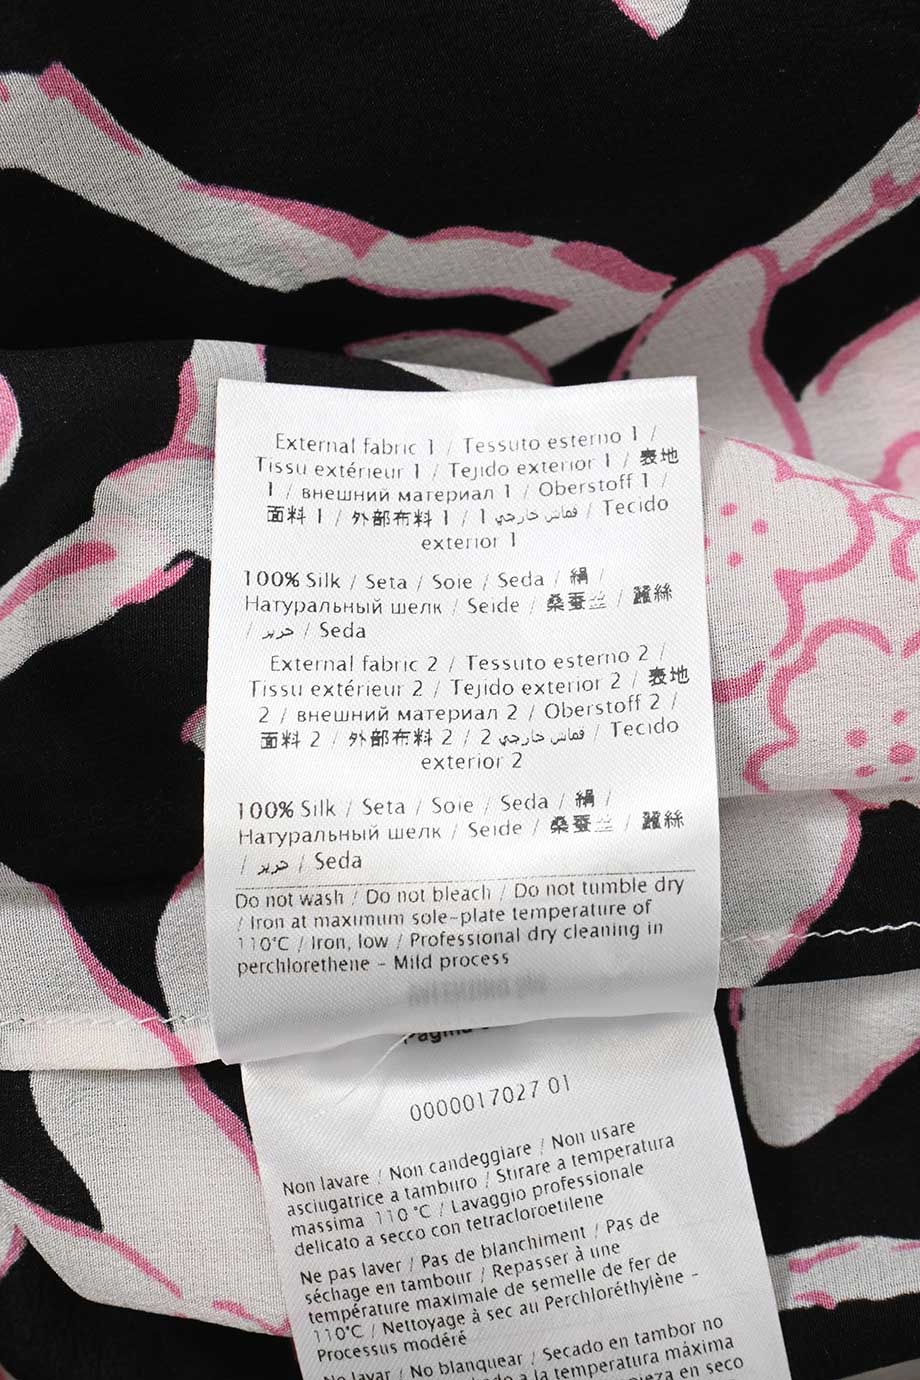 External fabric 1 / Tessuto esterno 1 /
Tissu extérieur 1 / Tejido exterior 1 / 表地
1 / внешний материал 1 / Oberstoff 1 /
面料 1 / 外部布料 1 / قماش خارجي 1 / Tecido
exterior 1
100% Silk / Seta / Soie / Seda / 絹 /
Натуральный шелк / Seide / 桑蚕丝 / 蠶絲
/ حرير / Seda
External fabric 2 / Tessuto esterno 2 /
Tissu extérieur 2 / Tejido exterior 2 / 表地
2 / внешний материал 2 / Oberstoff 2 /
面料 2 / 外部布料 2 / قماش خارجي 2 / Tecido
exterior 2
100% Silk / Seta / Soie / Seda / 絹 /
Натуральный шелк / Seide / 桑蚕丝 / 蠶絲
/ حرير / Seda
Do not wash / Do not bleach / Do not tumble dry
/ Iron at maximum sole-plate temperature of
110°C / Iron, low / Professional dry cleaning in
perchlorethene - Mild process
Pagina
0000017027 01
Non lavare / Non candeggiare / Non usare
asciugatrice a tamburo / Stirare a temperatura
massima 110 °C / Lavaggio professionale
delicato a secco con tetracloroetilene
Ne pas laver / Pas de blanchiment / Pas de
séchage en tambour / Repasser à une
température maximale de semelle de fer de
110°C / Nettoyage à sec au Perchloréthylène -
Processus modéré
No lavar / No blanquear / Secado en tambor no
a la temperatura máxima
en seco